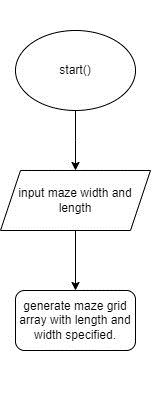 start()
input maze width and
length
generate maze grid
array with length and
width specified.